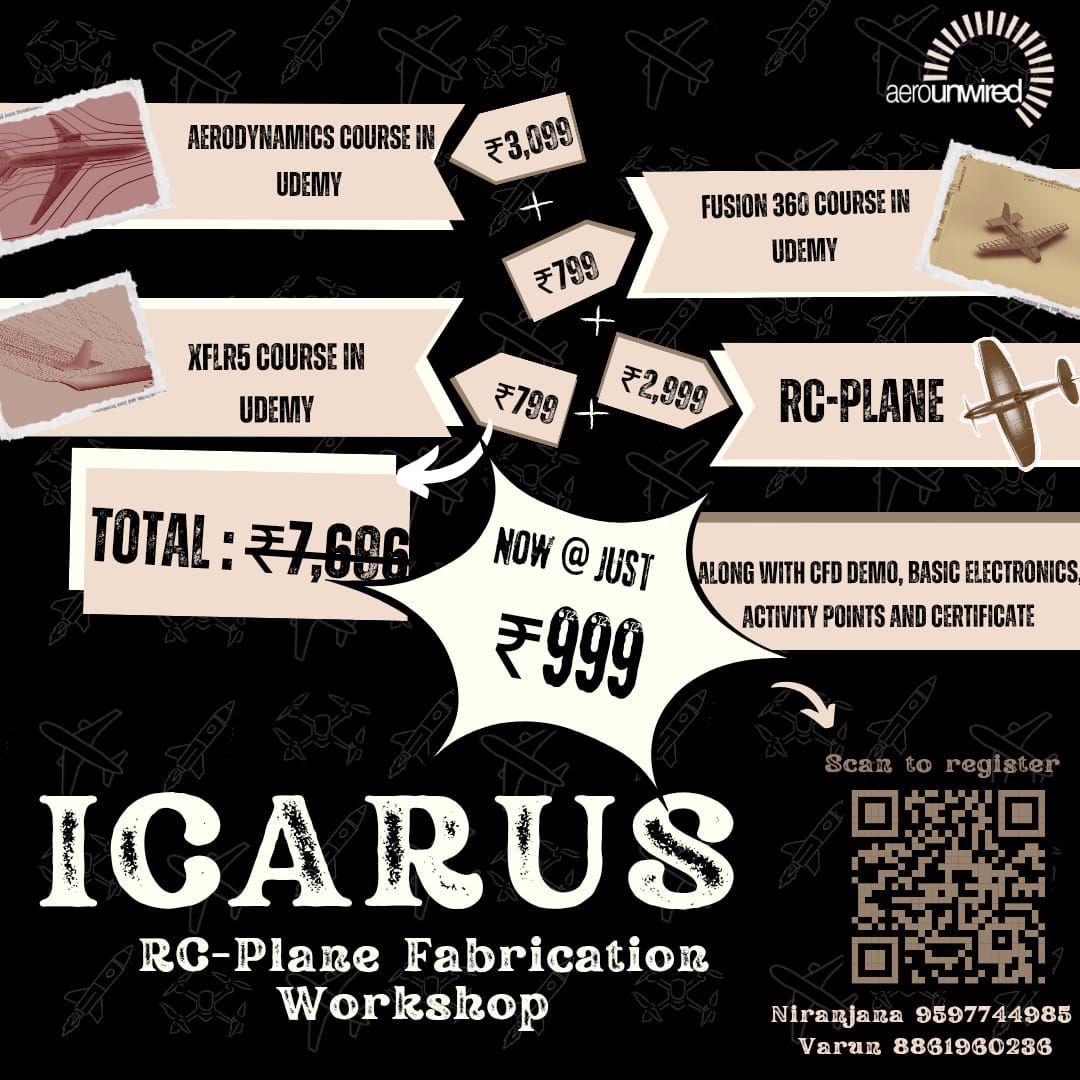 aerounwired
AERODYNAMICS COURSE IN
UDEMY
₹3,099
+
FUSION 360 COURSE IN
UDEMY
₹799
+
XFLR5 COURSE IN
UDEMY
₹799
+
₹2,999
RC-PLANE
TOTAL : ₹7,696
NOW @ JUST
₹999
ALONG WITH CFD DEMO, BASIC ELECTRONICS,
ACTIVITY POINTS AND CERTIFICATE
Scan to register
ICARUS
RC-Plane Fabrication
Workshop
Niranjana 9597744985
Varun 8861960236